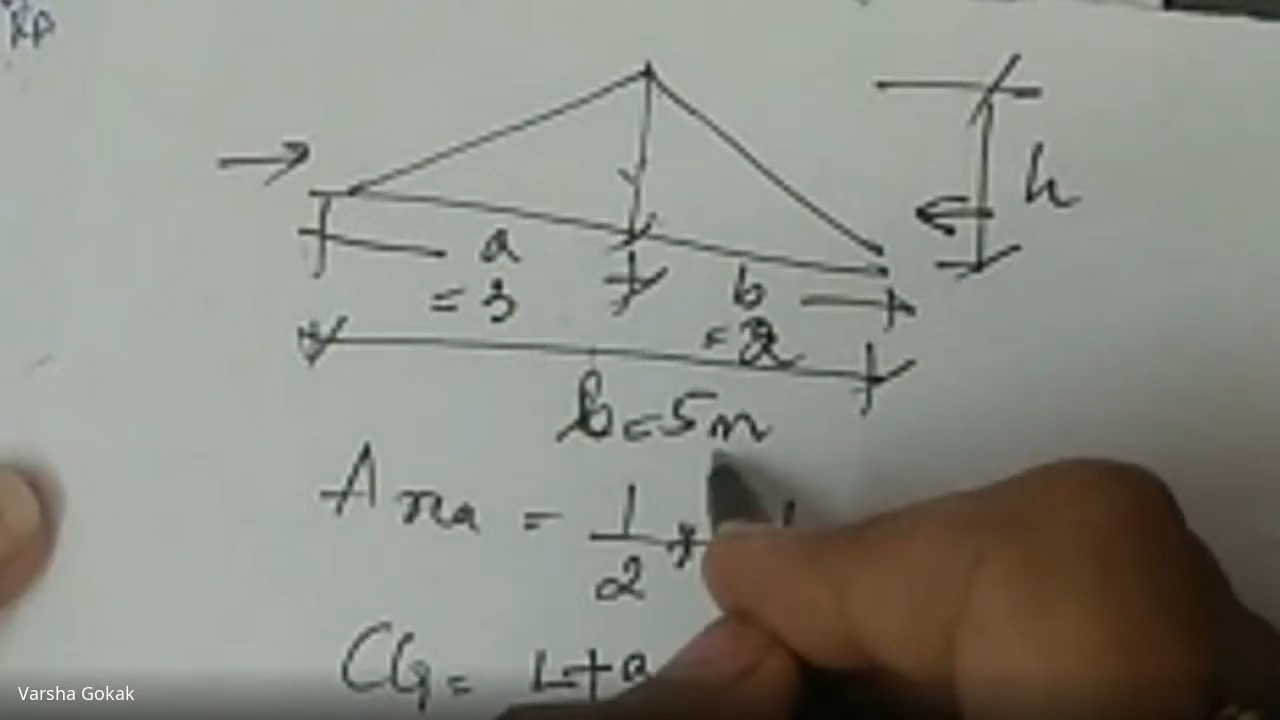 h
a
= 3
b
= 2
b = 5m
Area = 1/2 *
CG = L+a
Varsha Gokak